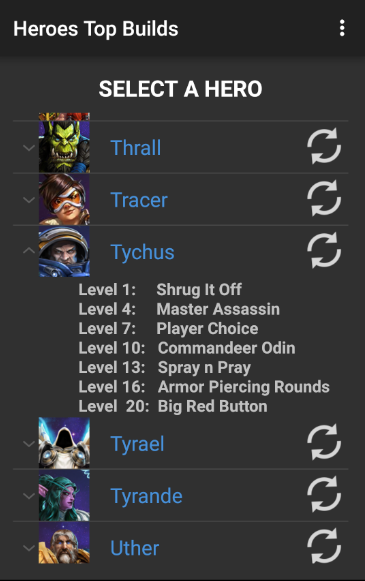 Heroes Top Builds
SELECT A HERO
Thrall
Tracer
Tychus
Level 1: Shrug It Off
Level 4: Master Assassin
Level 7: Player Choice
Level 10: Commandeer Odin
Level 13: Spray n Pray
Level 16: Armor Piercing Rounds
Level 20: Big Red Button
Tyrael
Tyrande
Uther